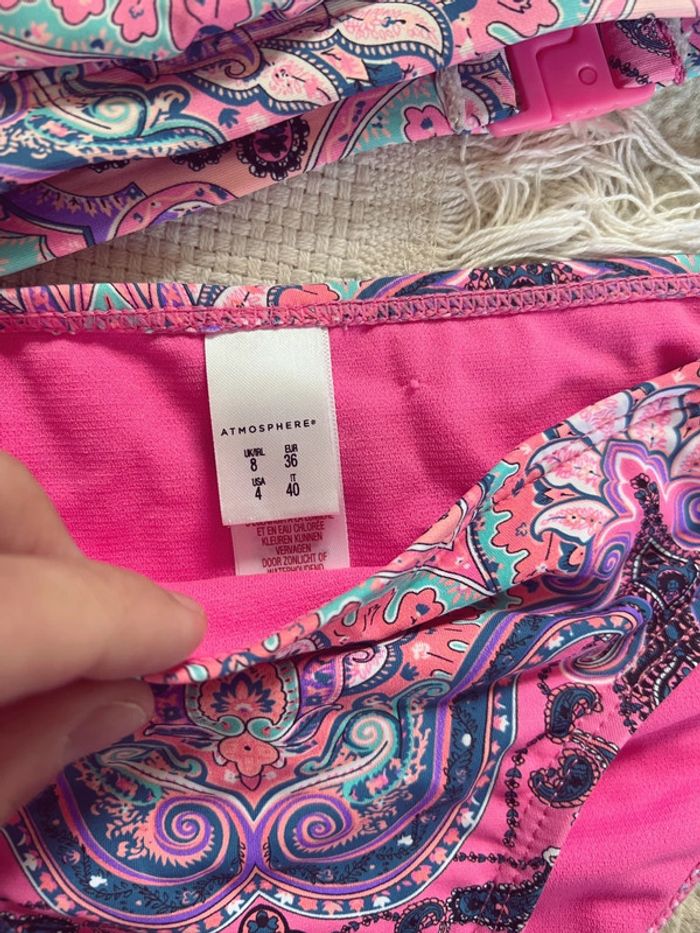 ATMOSPHERE®
UK/IRL EUR
8 36
USA IT
4 40
ET EN EAU CHLORÉE
KLEUREN KUNNEN
VERVAGEN
DOOR ZONLICHT OF
WATERHOUDEND